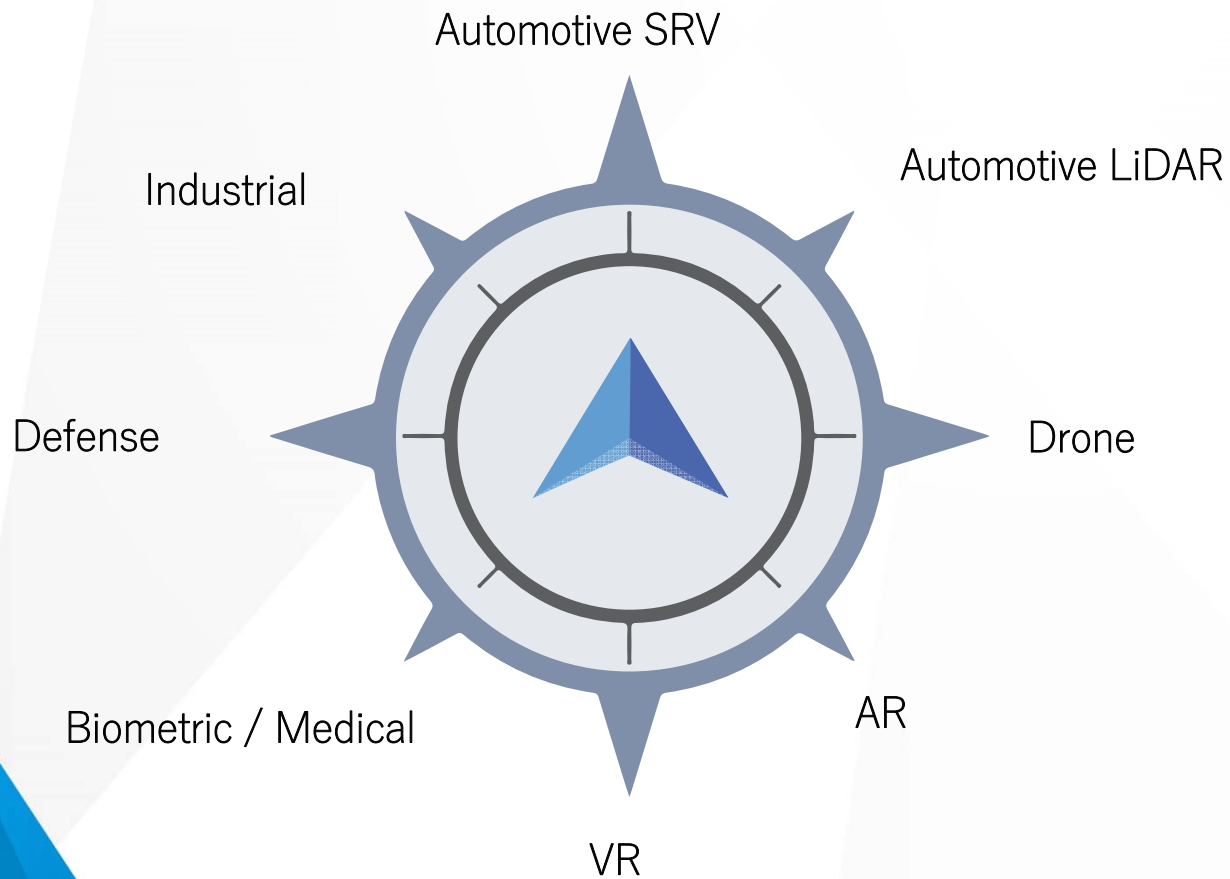 Automotive SRV
Automotive LiDAR
Industrial
Defense
Drone
Biometric / Medical
AR
VR